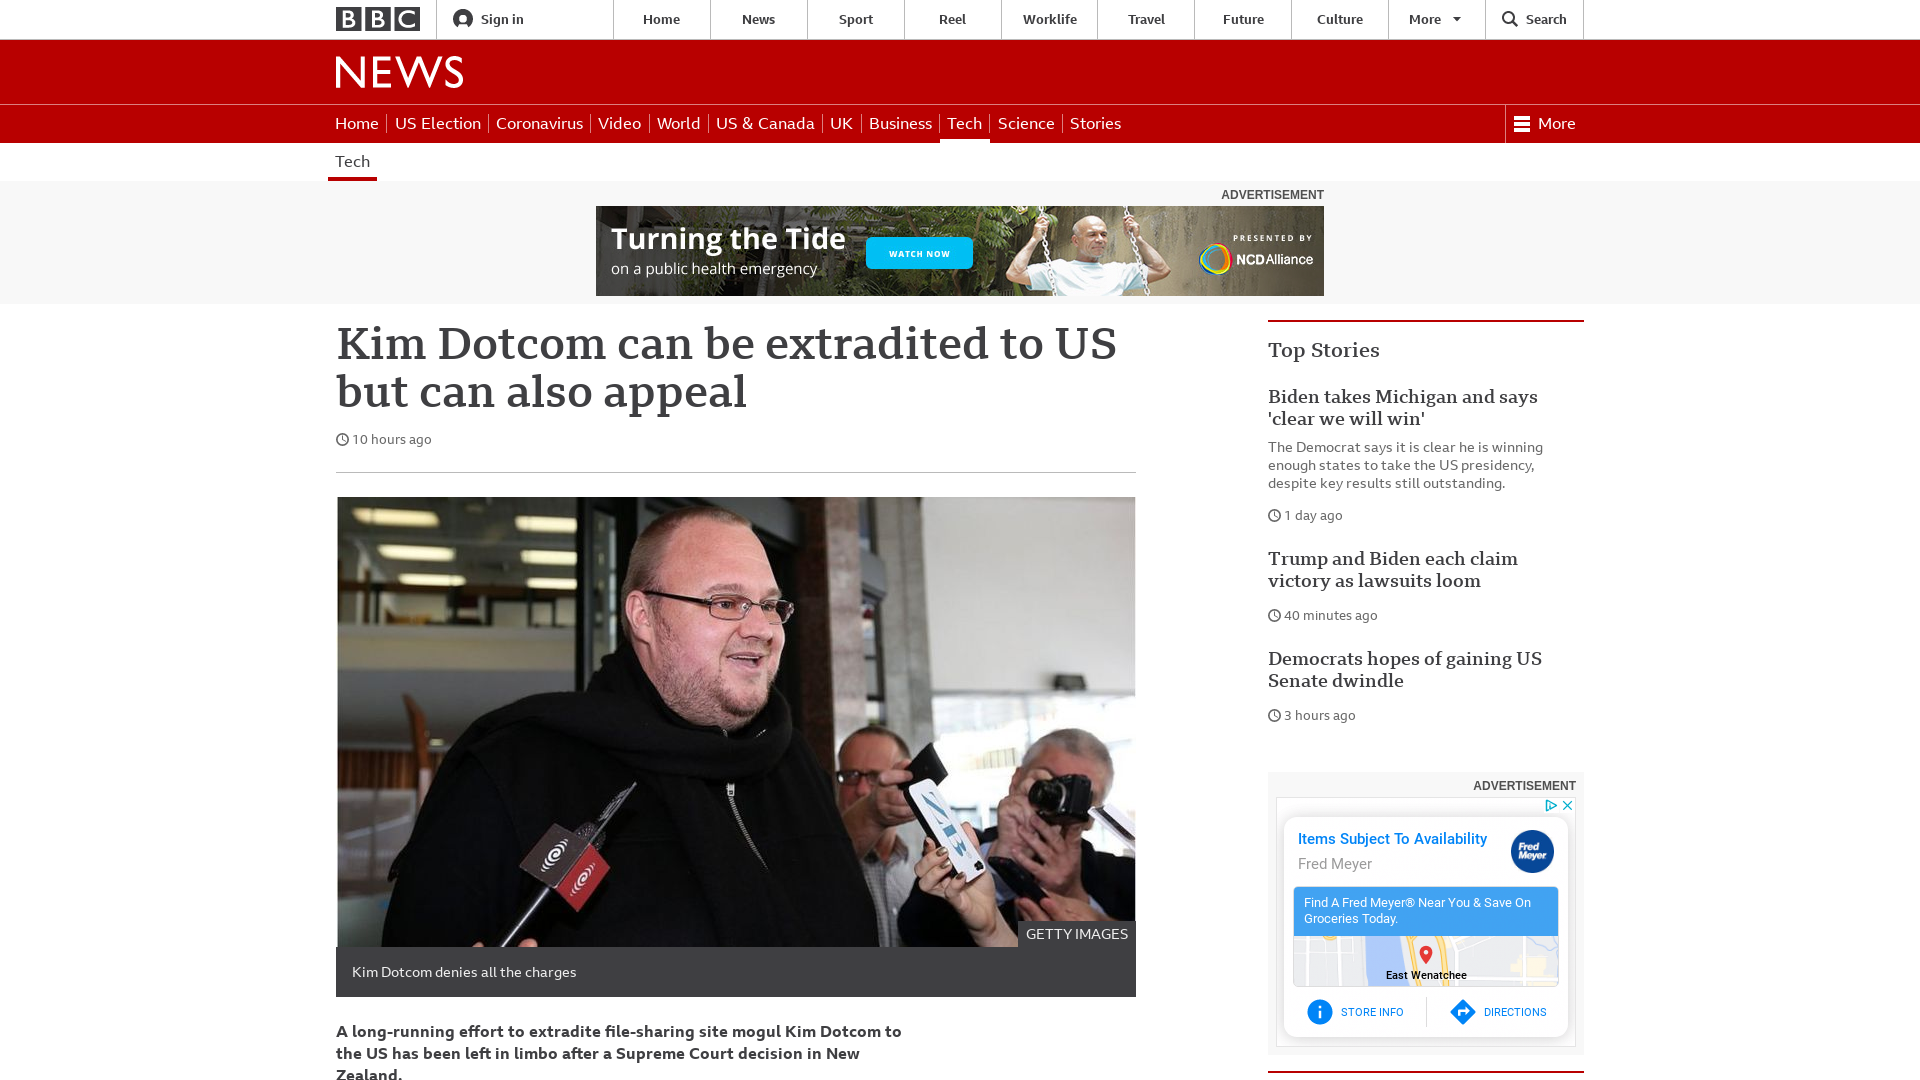 BBC
Sign in
Home
News
Sport
Reel
Worklife
Travel
Future
Culture
More
Search
NEWS
Home
US Election
Coronavirus
Video
World
US & Canada
UK
Business
Tech
Science
Stories
More
Tech
ADVERTISEMENT
Turning the Tide
on a public health emergency
WATCH NOW
PRESENTED BY
NCDAlliance
Kim Dotcom can be extradited to US
but can also appeal
10 hours ago
GETTY IMAGES
Kim Dotcom denies all the charges
A long-running effort to extradite file-sharing site mogul Kim Dotcom to
the US has been left in limbo after a Supreme Court decision in New
Zealand.
Top Stories
Biden takes Michigan and says
'clear we will win'
The Democrat says it is clear he is winning
enough states to take the US presidency,
despite key results still outstanding.
1 day ago
Trump and Biden each claim
victory as lawsuits loom
40 minutes ago
Democrats hopes of gaining US
Senate dwindle
3 hours ago
ADVERTISEMENT
Items Subject To Availability
Fred Meyer
Fred
Meyer
Find A Fred Meyer® Near You & Save On
Groceries Today.
East Wenatchee
STORE INFO
DIRECTIONS